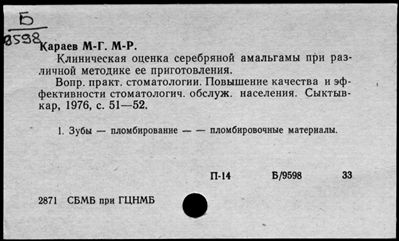 Б
9598
Караев М-Г. М-Р.
Клиническая оценка серебряной амальгамы при раз-
личной методике ее приготовления.
Вопр. практ. стоматологии. Повышение качества и эф-
фективности стоматологич. обслуж. населения. Сыктыв-
кар, 1976, с. 51—52.
1. Зубы — пломбирование — — пломбировочные материалы.
П-14 Б/9598 33
2871 СБМБ при ГЦНМБ